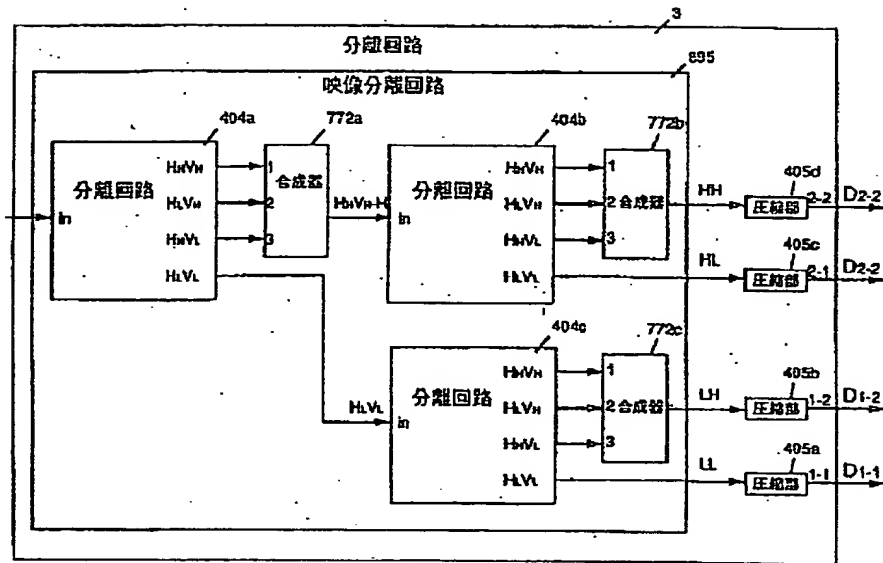 3
分離回路
895
映像分離回路
404a
772a
404b
772b
分離回路
in
HHVH
HLVH
HHVL
HLVL
1
2
3
合成器
分離回路
in
HHVH
HLVH
HHVL
HLVL
1
2
3
合成器
HH
405d
圧縮部
2-2
D2-2
HL
405c
圧縮部
2-1
D2-2
HLVL
404c
772c
分離回路
in
HHVH
HLVH
HHVL
HLVL
1
2
3
合成器
LH
405b
圧縮部
1-2
D1-2
LL
405a
圧縮部
1-1
D1-1